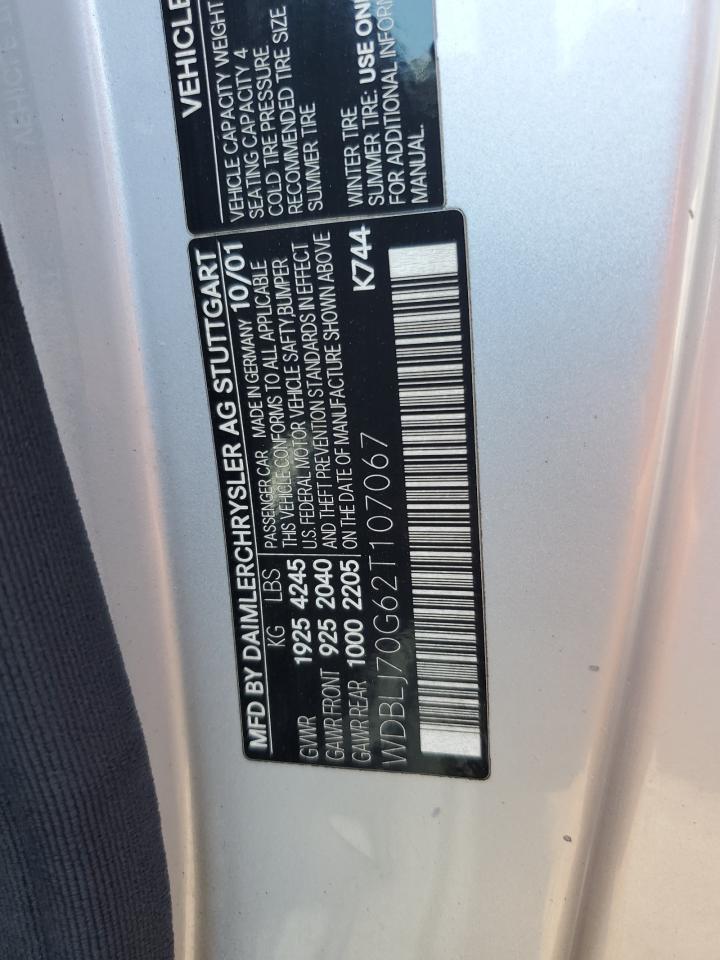 VEHICLE
VEHICLE CAPACITY WEIGHT
SEATING CAPACITY 4
COLD TIRE PRESSURE
RECOMMENDED TIRE SIZE
SUMMER TIRE
WINTER TIRE
SUMMER TIRE: USE ONL
FOR ADDITIONAL INFORM
MANUAL.
MFD BY DAIMLERCHRYSLER AG STUTTGART
PASSENGER CAR MADE IN GERMANY 10/01
KG LBS
THIS VEHICLE CONFORMS TO ALL APPLICABLE
U.S. FEDERAL MOTOR VEHICLE SAFTY BUMPER
AND THEFT PREVENTION STANDARDS IN EFFECT
ON THE DATE OF MANUFACTURE SHOWN ABOVE
GVWR 1925 4245
GAWR FRONT 925 2040
GAWR REAR 1000 2205
K744
WDBLJ70G62T107067